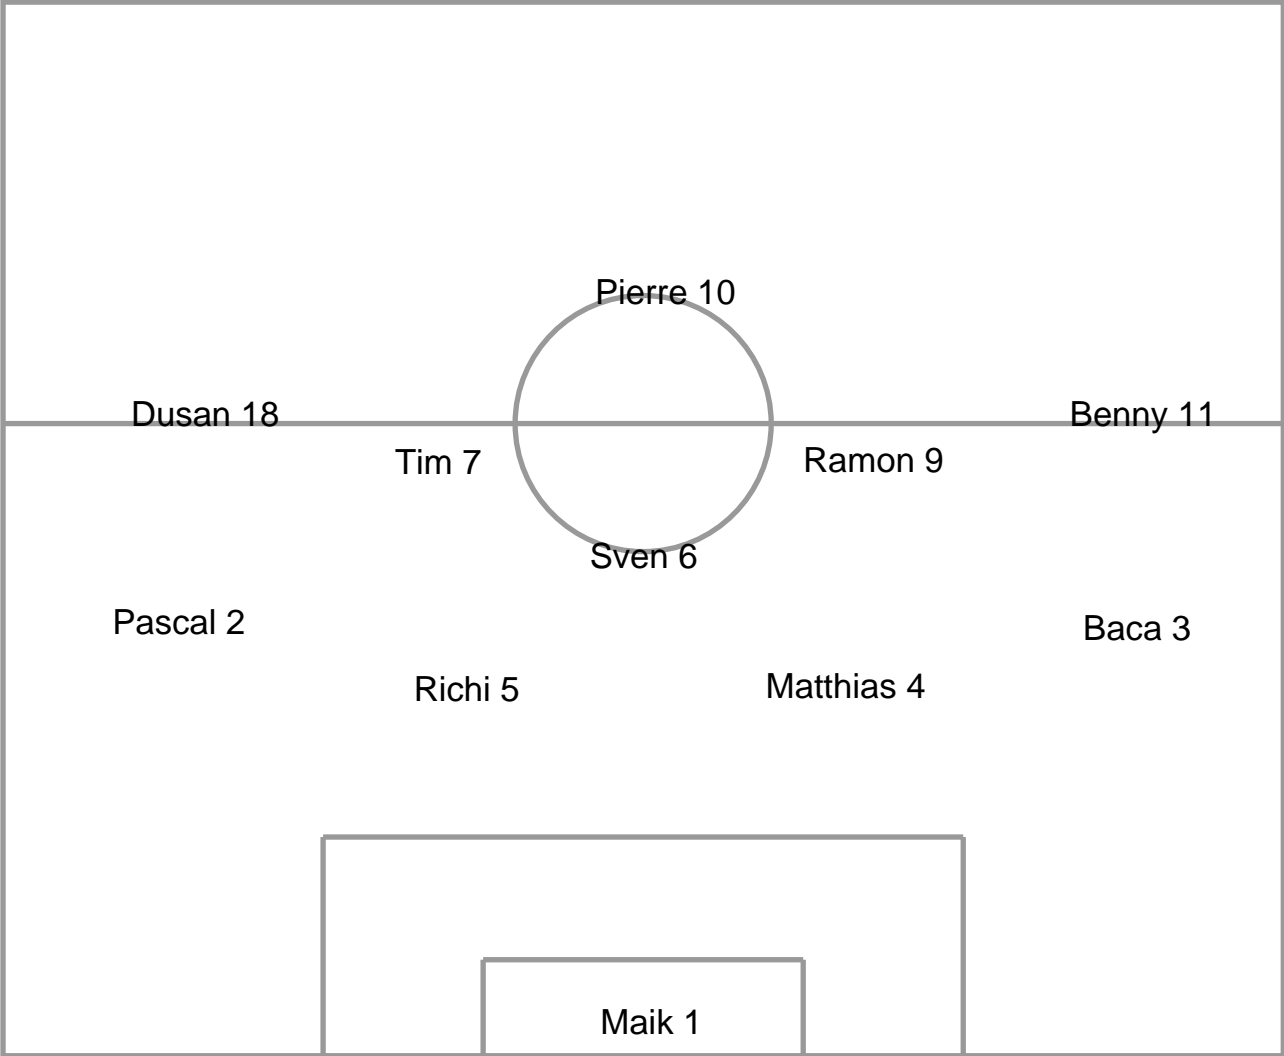 Pierre 10
Dusan 18
Benny 11
Tim 7
Ramon 9
Sven 6
Pascal 2
Baca 3
Richi 5
Matthias 4
Maik 1